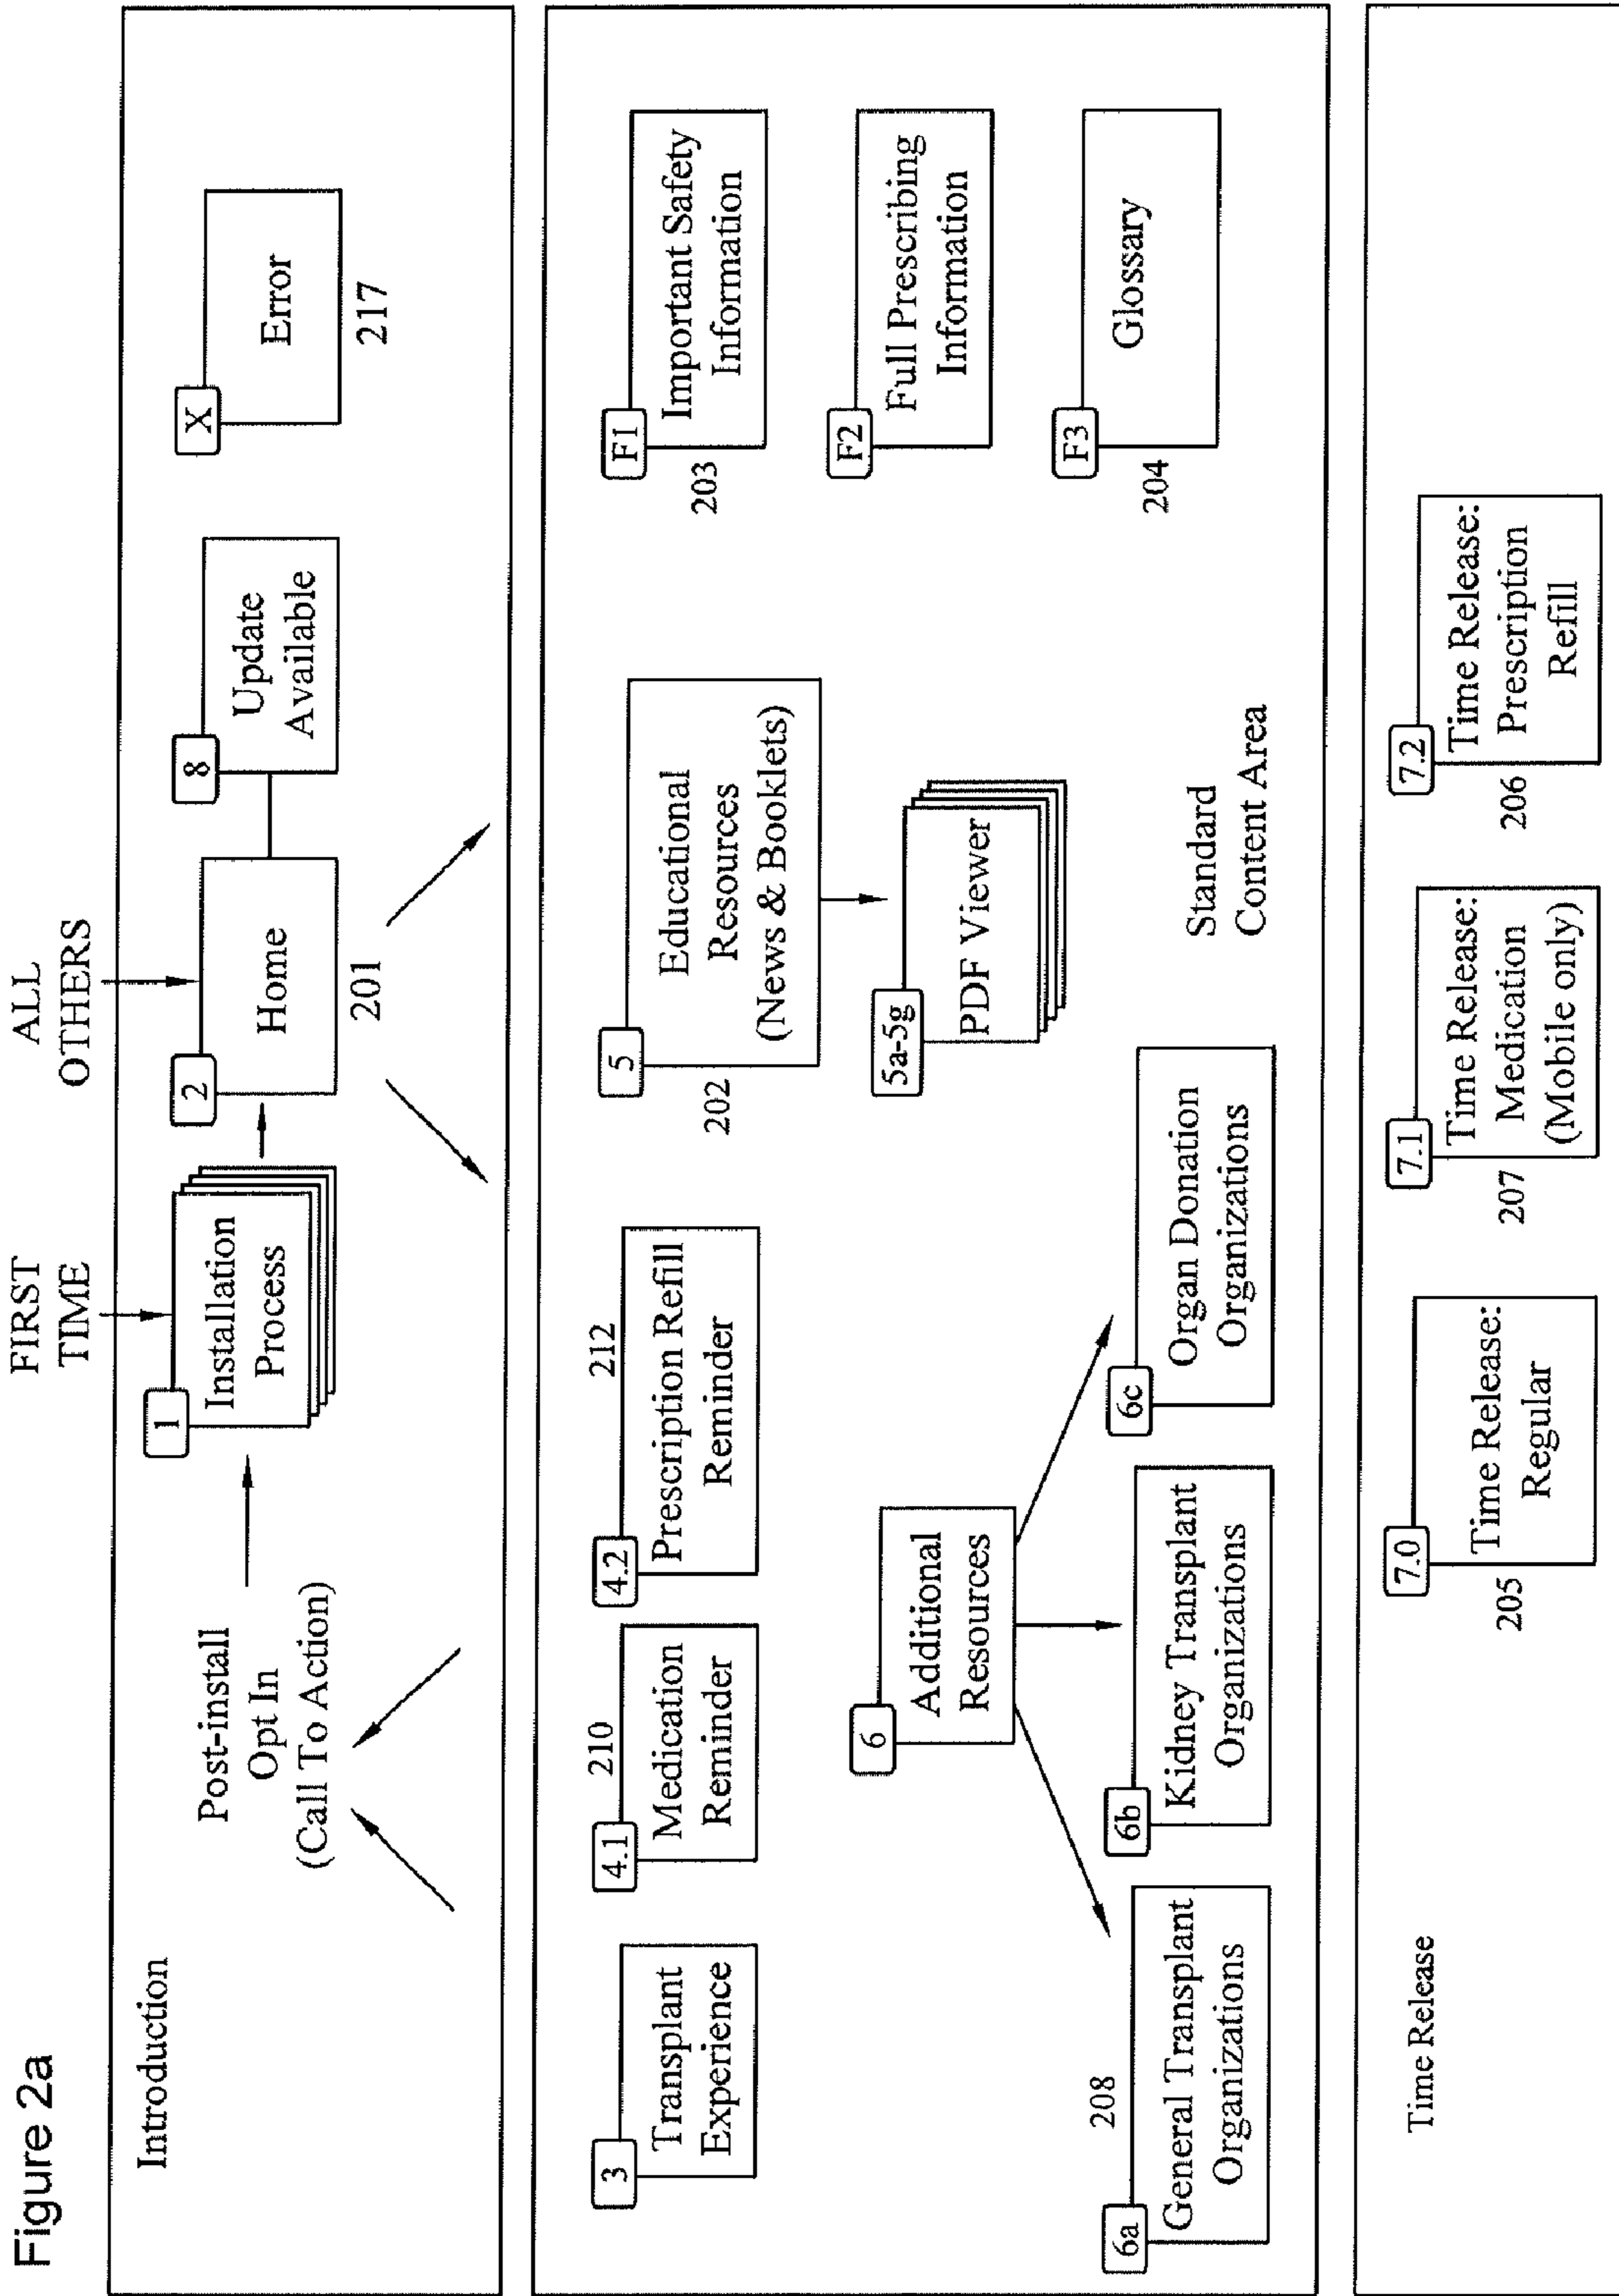 Figure 2a
FIRST
TIME
ALL
OTHERS
Introduction
Post-install
Opt In
(Call To Action)
1
Installation
Process
2
Home
201
8
Update
Available
X
Error
217
3
Transplant
Experience
4.1
210
Medication
Reminder
4.2
212
Prescription Refill
Reminder
5
Educational
Resources
(News & Booklets)
202
5a-5g
PDF Viewer
F1
Important Safety
Information
203
F2
Full Prescribing
Information
F3
Glossary
204
6
Additional
Resources
6a
208
General Transplant
Organizations
6b
Kidney Transplant
Organizations
6c
Organ Donation
Organizations
Standard
Content Area
Time Release
7.0
Time Release:
Regular
205
7.1
Time Release:
Medication
(Mobile only)
207
7.2
Time Release:
Prescription
Refill
206